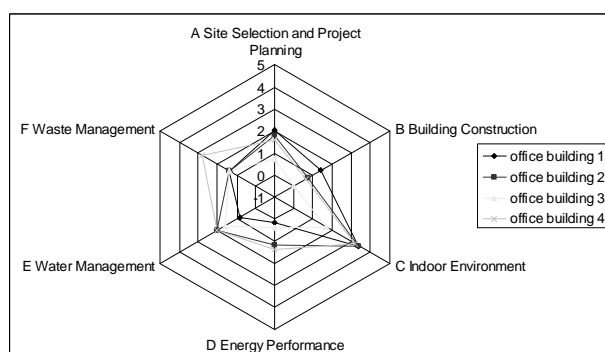 A Site Selection and Project
Planning
5
4
3
2
1
0
-1
F Waste Management
B Building Construction
office building 1
office building 2
office building 3
office building 4
E Water Management
C Indoor Environment
D Energy Performance